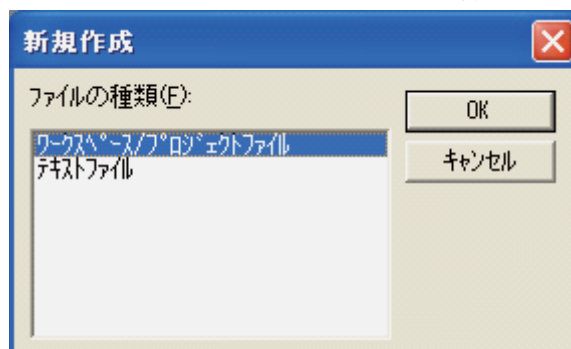 新規作成
ファイルの種類(F):
OK
ワークスペース/プロジェクトファイル
キャンセル
テキストファイル